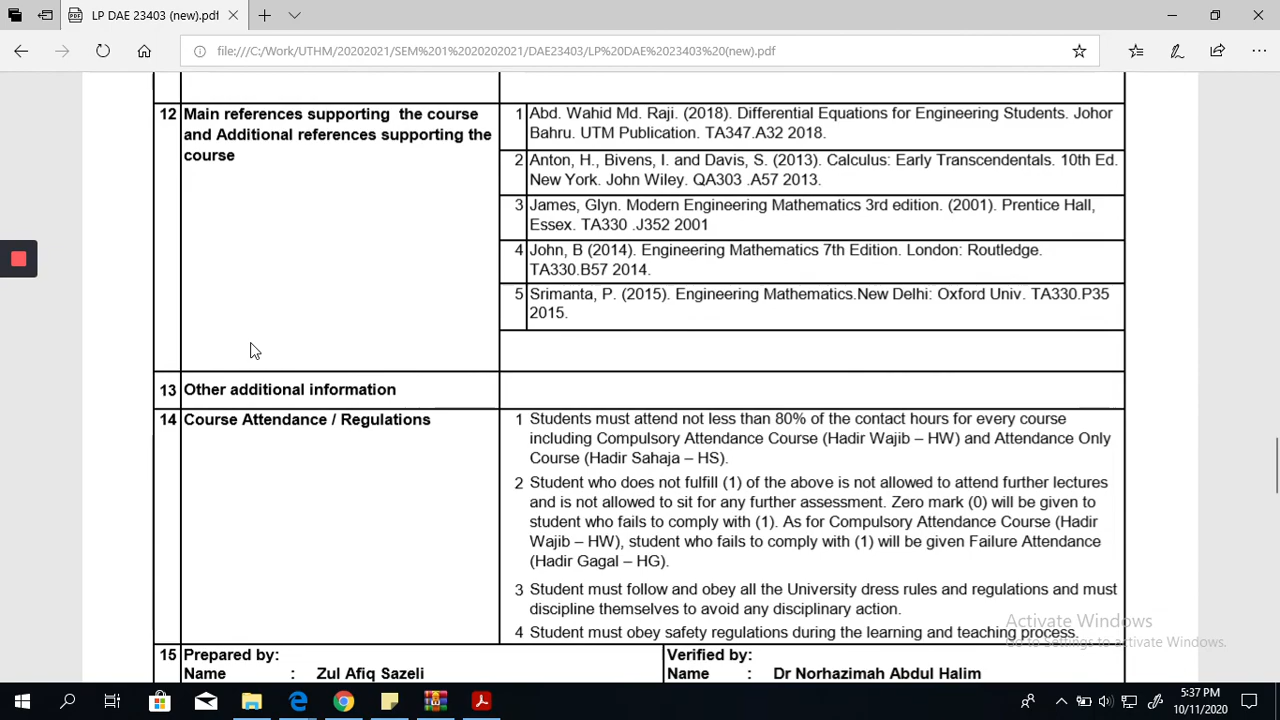 LP DAE 23403 (new).pdf
file:///C:/Work/UTHM/20202021/SEM%201%2020202021/DAE23403/LP%20DAE%2023403%20(new).pdf
12 Main references supporting the course
and Additional references supporting the
course
1 Abd. Wahid Md. Raji. (2018). Differential Equations for Engineering Students. Johor
Bahru. UTM Publication. TA347.A32 2018.
2 Anton, H., Bivens, I. and Davis, S. (2013). Calculus: Early Transcendentals. 10th Ed.
New York. John Wiley. QA303 .A57 2013.
3 James, Glyn. Modern Engineering Mathematics 3rd edition. (2001). Prentice Hall,
Essex. TA330 .J352 2001
4 John, B (2014). Engineering Mathematics 7th Edition. London: Routledge.
TA330.B57 2014.
5 Srimanta, P. (2015). Engineering Mathematics.New Delhi: Oxford Univ. TA330.P35
2015.
13 Other additional information
14 Course Attendance / Regulations
1 Students must attend not less than 80% of the contact hours for every course
including Compulsory Attendance Course (Hadir Wajib – HW) and Attendance Only
Course (Hadir Sahaja – HS).
2 Student who does not fulfill (1) of the above is not allowed to attend further lectures
and is not allowed to sit for any further assessment. Zero mark (0) will be given to
student who fails to comply with (1). As for Compulsory Attendance Course (Hadir
Wajib – HW), student who fails to comply with (1) will be given Failure Attendance
(Hadir Gagal – HG).
3 Student must follow and obey all the University dress rules and regulations and must
discipline themselves to avoid any disciplinary action.
4 Student must obey safety regulations during the learning and teaching process.
Activate Windows
Go to Settings to activate Windows.
15 Prepared by: Verified by:
Name : Zul Afiq Sazeli Name : Dr Norhazimah Abdul Halim
5:37 PM
10/11/2020